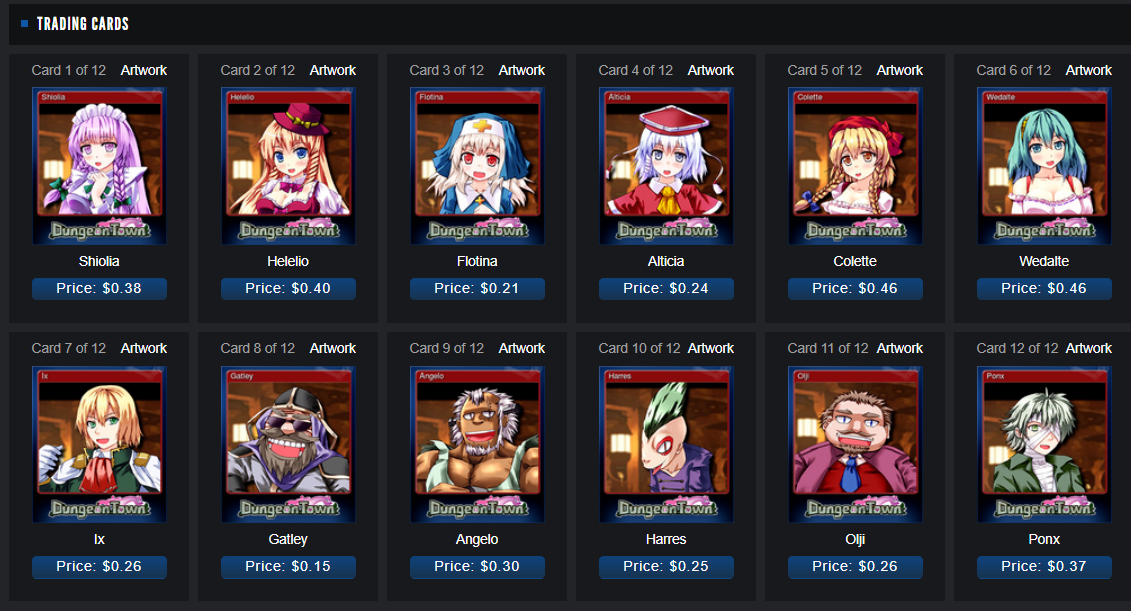 TRADING CARDS
Card 1 of 12 Artwork
Card 2 of 12 Artwork
Card 3 of 12 Artwork
Card 4 of 12 Artwork
Card 5 of 12 Artwork
Card 6 of 12 Artwork
Shiolia
Helelio
Flotina
Alticia
Colette
Wedalte
DungeonTown
DungeonTown
DungeonTown
DungeonTown
DungeonTown
DungeonTown
Shiolia
Helelio
Flotina
Alticia
Colette
Wedalte
Price: $0.38
Price: $0.40
Price: $0.21
Price: $0.24
Price: $0.46
Price: $0.46
Card 7 of 12 Artwork
Card 8 of 12 Artwork
Card 9 of 12 Artwork
Card 10 of 12 Artwork
Card 11 of 12 Artwork
Card 12 of 12 Artwork
Ix
Gatley
Angelo
Harres
Olji
Ponx
DungeonTown
DungeonTown
DungeonTown
DungeonTown
DungeonTown
DungeonTown
Ix
Gatley
Angelo
Harres
Olji
Ponx
Price: $0.26
Price: $0.15
Price: $0.30
Price: $0.25
Price: $0.26
Price: $0.37